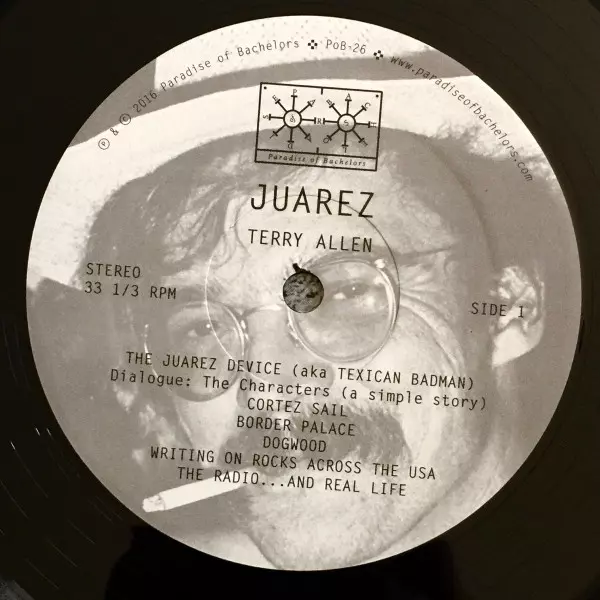 ℗ & © 2016 Paradise of Bachelors ✤ PoB-26 ✤ www.paradiseofbachelors.com
Paradise of Bachelors
JUAREZ
TERRY ALLEN
STEREO
33 1/3 RPM
SIDE 1
THE JUAREZ DEVICE (aka TEXICAN BADMAN)
Dialogue: The Characters (a simple story)
CORTEZ SAIL
BORDER PALACE
DOGWOOD
WRITING ON ROCKS ACROSS THE USA
THE RADIO...AND REAL LIFE